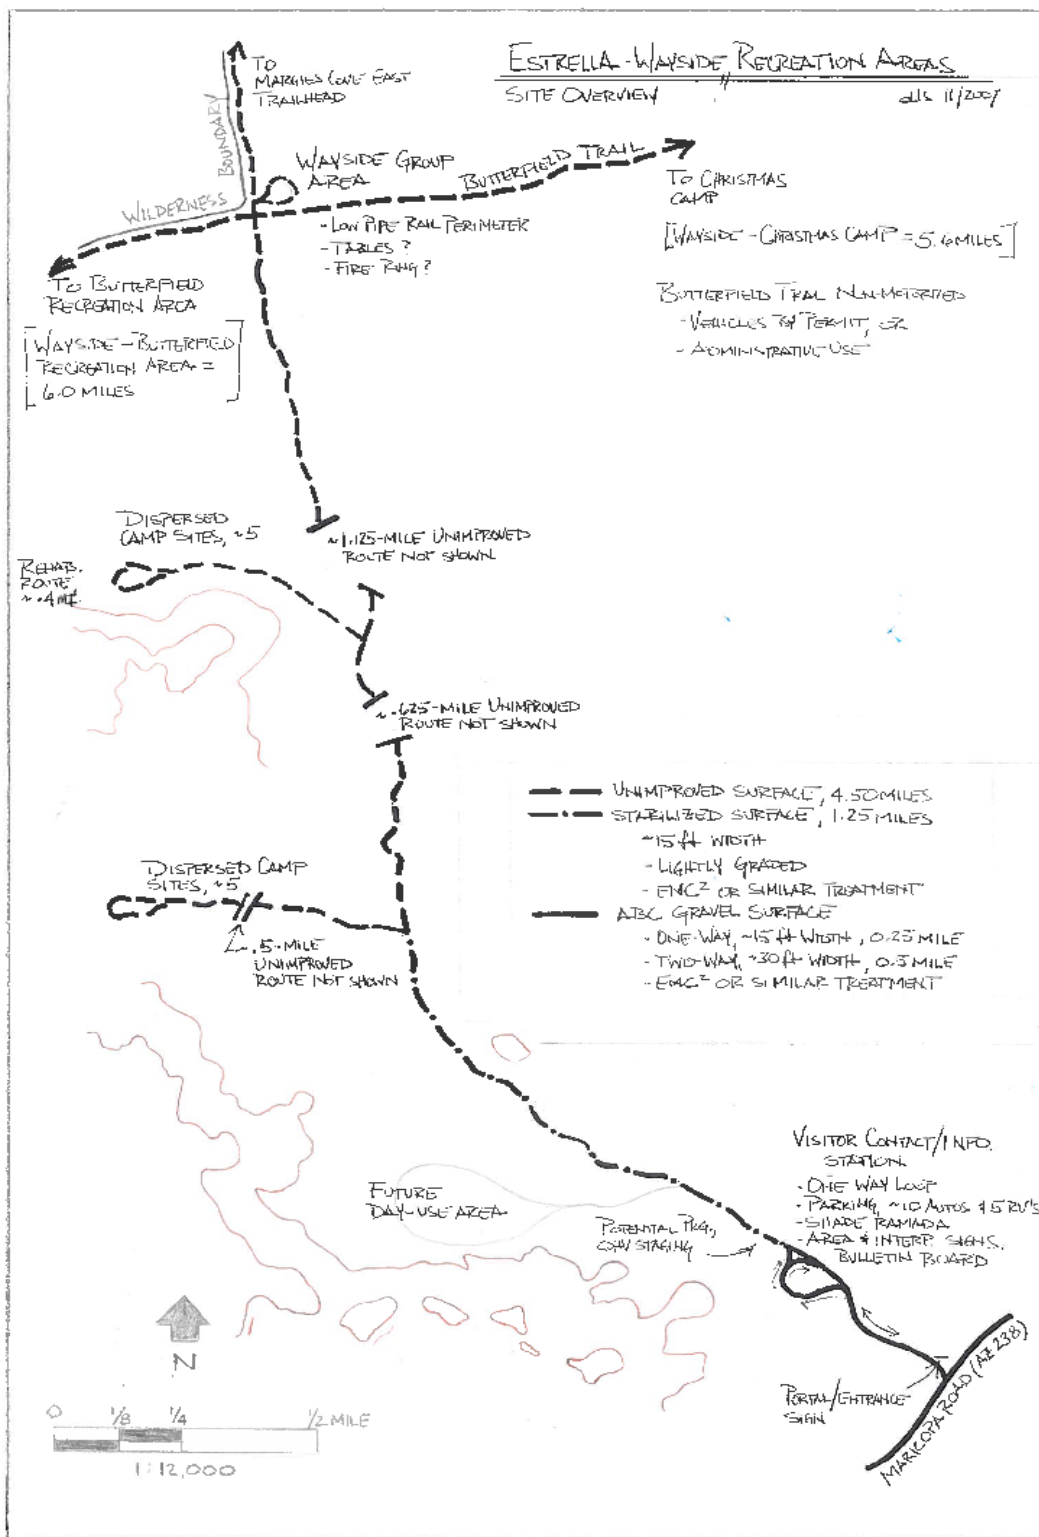 ESTRELLA-WAYSIDE RECREATION AREAS
SITE OVERVIEW
11/2007
TO
MARGIES COVE EAST
TRAILHEAD
WILDERNESS BOUNDARY
WAYSIDE GROUP
AREA
- LOW PIPE RAIL PERIMETER
- TABLES?
- FIRE RING?
BUTTERFIELD TRAIL
TO CHRISTMAS
CAMP
[WAYSIDE - CHRISTMAS CAMP = 5.6 MILES]
BUTTERFIELD TRAIL NON-MOTORIZED
- VEHICLES BY PERMIT, OR
- ADMINISTRATIVE USE
TO BUTTERFIELD
RECREATION AREA
[WAYSIDE - BUTTERFIELD
RECREATION AREA =
6.0 MILES]
DISPERSED
CAMP SITES, ~5
REHAB.
ROUTE
~.4 MI.
~1.125-MILE UNIMPROVED
ROUTE NOT SHOWN
~.625-MILE UNIMPROVED
ROUTE NOT SHOWN
UNIMPROVED SURFACE, 4.50 MILES
STABILIZED SURFACE, 1.25 MILES
~15 ft WIDTH
- LIGHTLY GRADED
- EMC² OR SIMILAR TREATMENT
ABC GRAVEL SURFACE
- ONE-WAY, ~15 ft WIDTH, 0.25 MILE
- TWO-WAY, ~30 ft WIDTH, 0.5 MILE
- EMC² OR SIMILAR TREATMENT
DISPERSED CAMP
SITES, ~5
~.5-MILE
UNIMPROVED
ROUTE NOT SHOWN
VISITOR CONTACT/INFO.
STATION
- ONE WAY LOOP
- PARKING, ~10 AUTOS & 5 RV'S
- SHADE RAMADA
- AREA & INTERP. SIGNS.
BULLETIN BOARD
FUTURE
DAY-USE AREA
POTENTIAL PKG.,
OHV STAGING
PORTAL/ENTRANCE
SIGN
MARICOPA ROAD (AZ 238)
N
0 1/8 1/4 1/2 MILE
1:12,000